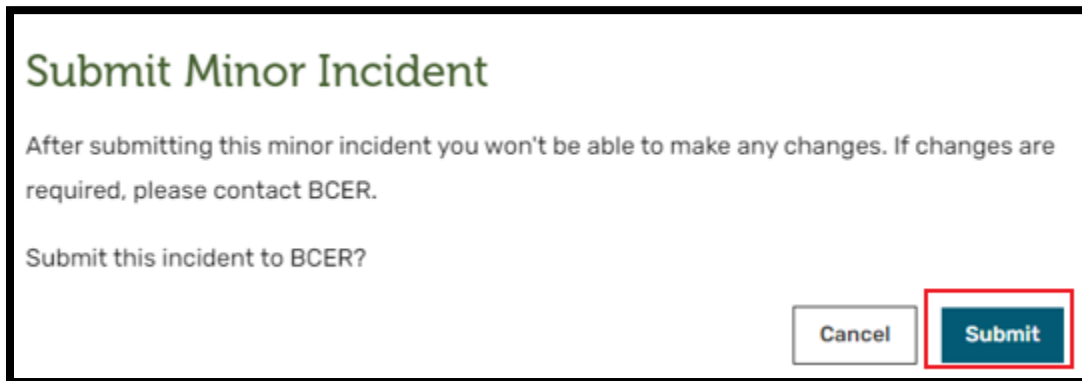 Submit Minor Incident
After submitting this minor incident you won't be able to make any changes. If changes are
required, please contact BCER.
Submit this incident to BCER?
Cancel
Submit